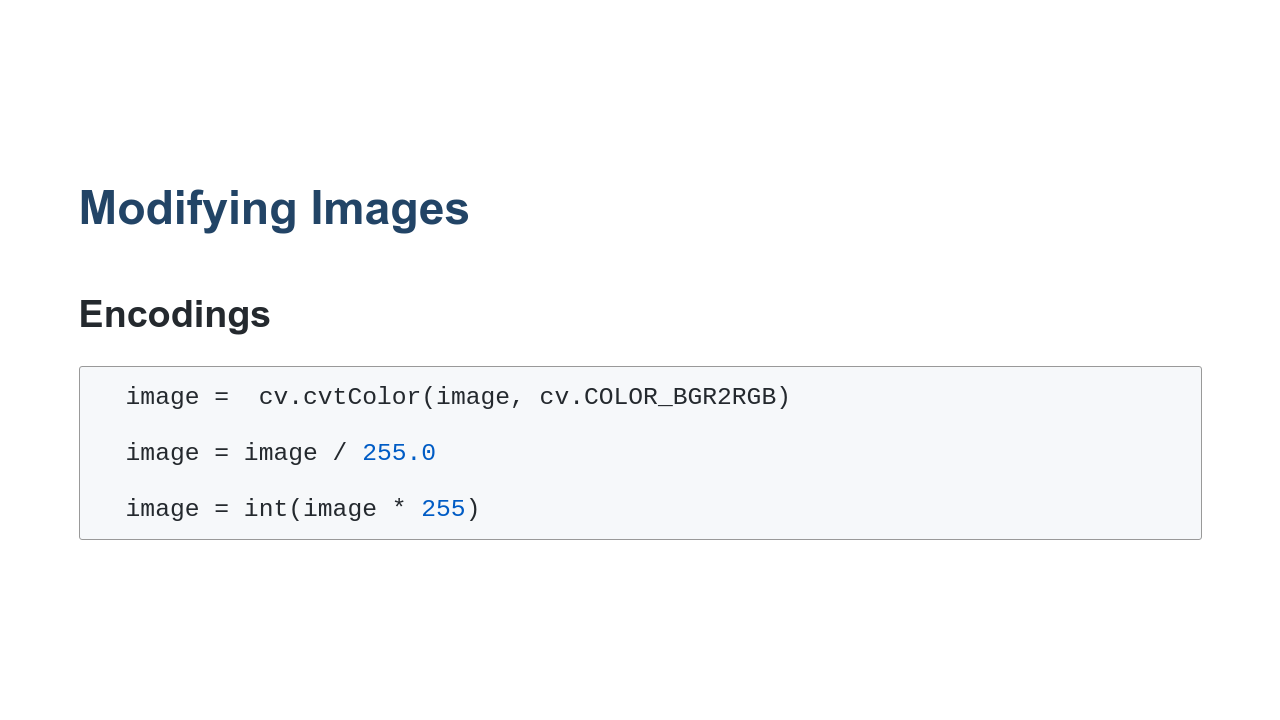 Modifying Images
Encodings
image =  cv.cvtColor(image, cv.COLOR_BGR2RGB)
image = image / 255.0
image = int(image * 255)